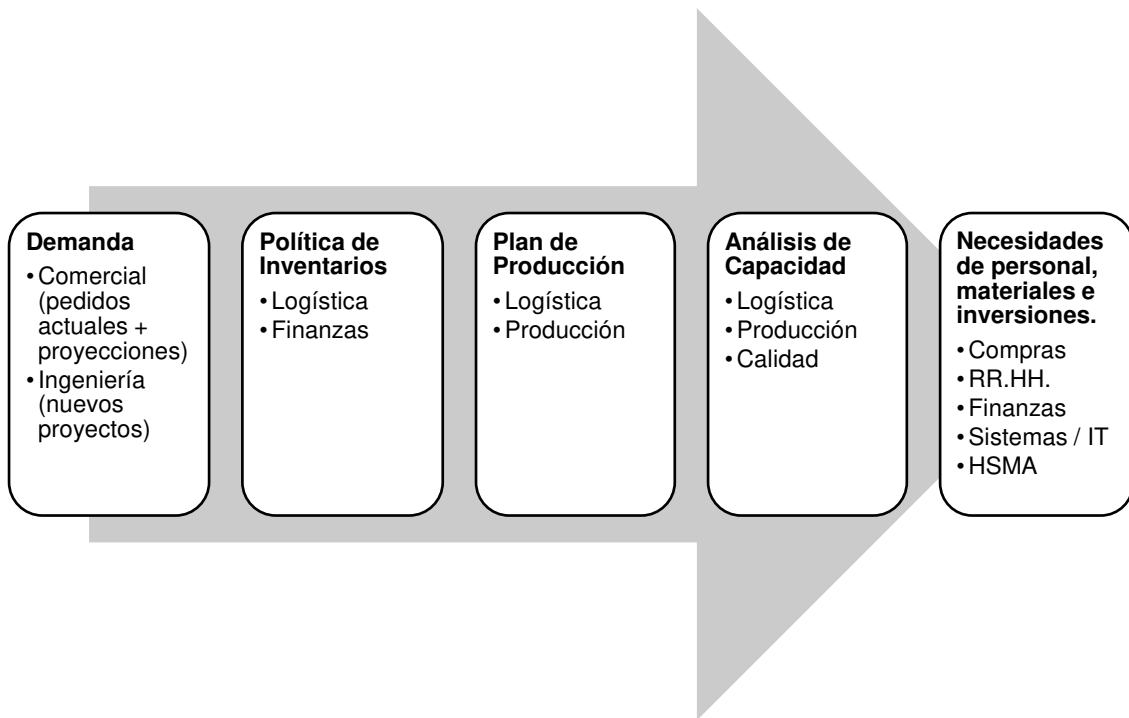 Demanda
• Comercial
(pedidos
actuales +
proyecciones)
• Ingeniería
(nuevos
proyectos)
Política de
Inventarios
• Logística
• Finanzas
Plan de
Producción
• Logística
• Producción
Análisis de
Capacidad
• Logística
• Producción
• Calidad
Necesidades
de personal,
materiales e
inversiones.
• Compras
• RR.HH.
• Finanzas
• Sistemas / IT
• HSMA